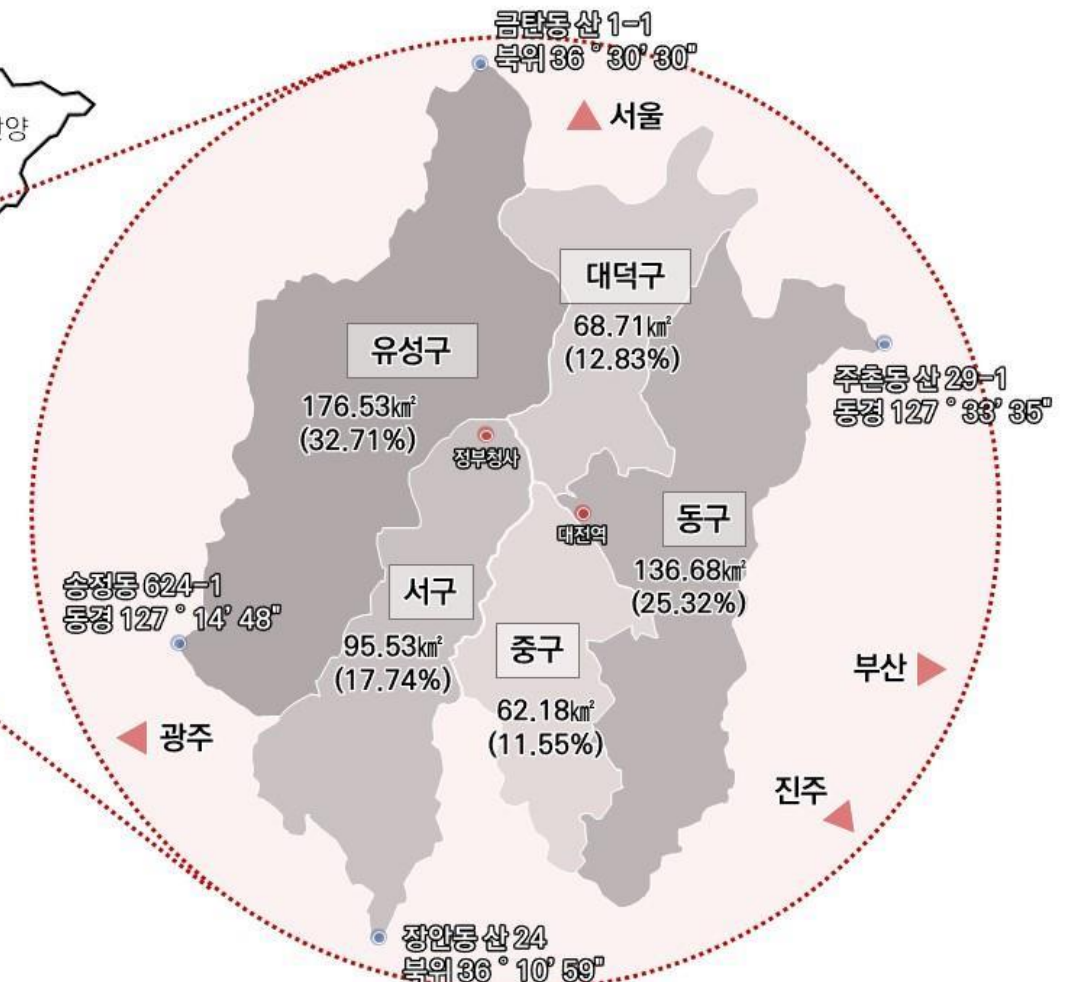 금탄동 산 1-1
북위 36 ° 30' 30"
서울
대덕구
68.71㎢
(12.83%)
유성구
176.53㎢
(32.71%)
주촌동 산 29-1
동경 127 ° 33' 35"
정부청사
동구
136.68㎢
(25.32%)
대전역
송정동 624-1
동경 127 ° 14' 48"
서구
95.53㎢
(17.74%)
중구
62.18㎢
(11.55%)
부산
광주
진주
장안동 산 24
북위 36 ° 10' 59"